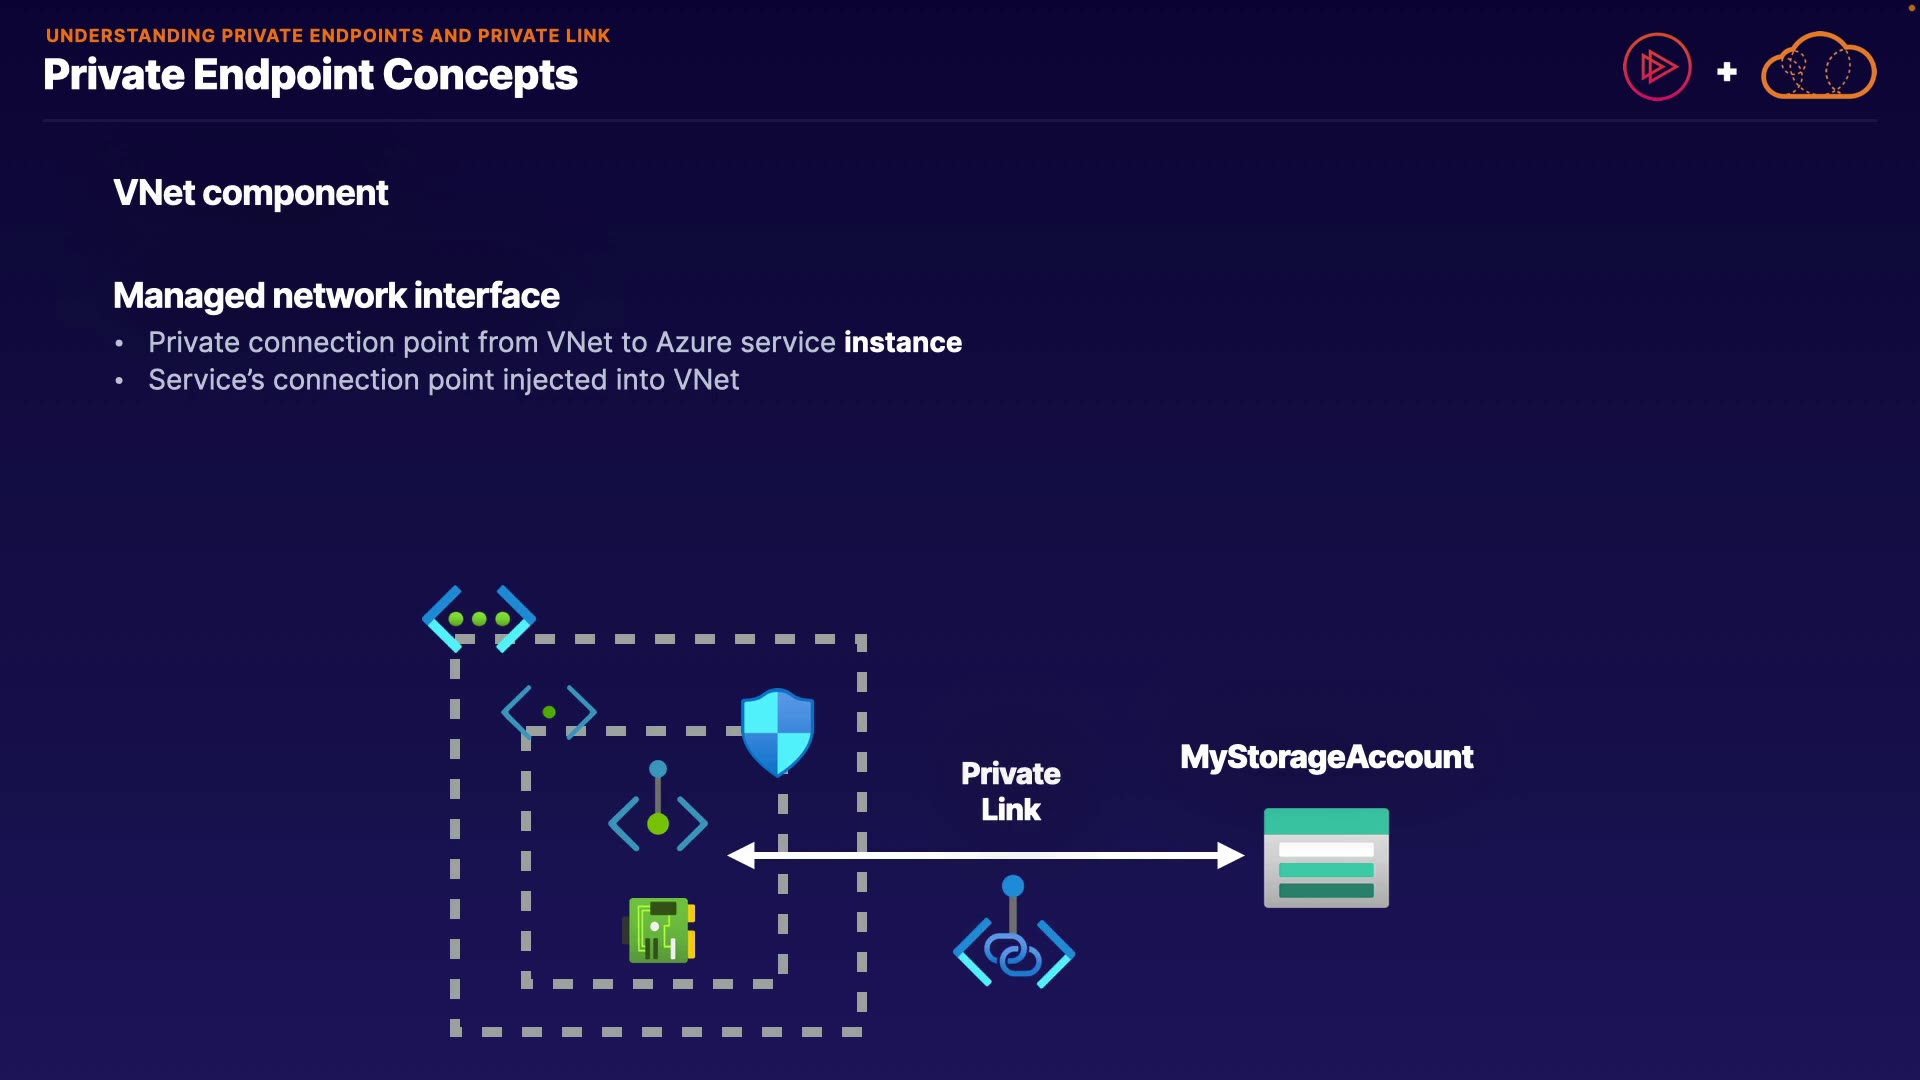 UNDERSTANDING PRIVATE ENDPOINTS AND PRIVATE LINK
Private Endpoint Concepts
VNet component
Managed network interface
• Private connection point from VNet to Azure service instance
• Service’s connection point injected into VNet
Private
Link
MyStorageAccount